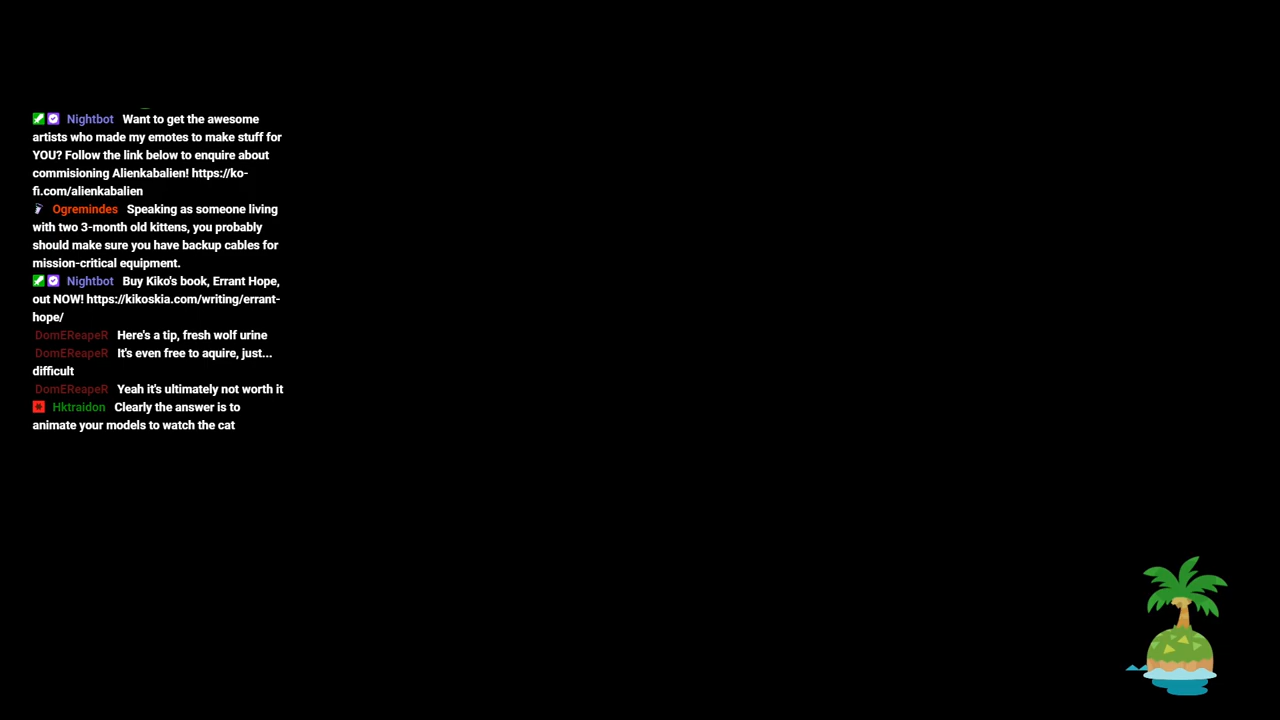 Nightbot Want to get the awesome
artists who made my emotes to make stuff for
YOU? Follow the link below to enquire about
commisioning Alienkabalien! https://ko-
fi.com/alienkabalien
Ogremindes Speaking as someone living
with two 3-month old kittens, you probably
should make sure you have backup cables for
mission-critical equipment.
Nightbot Buy Kiko's book, Errant Hope,
out NOW! https://kikoskia.com/writing/errant-
hope/
DomEReapeR Here's a tip, fresh wolf urine
DomEReapeR It's even free to aquire, just...
difficult
DomEReapeR Yeah it's ultimately not worth it
Hktraidon Clearly the answer is to
animate your models to watch the cat